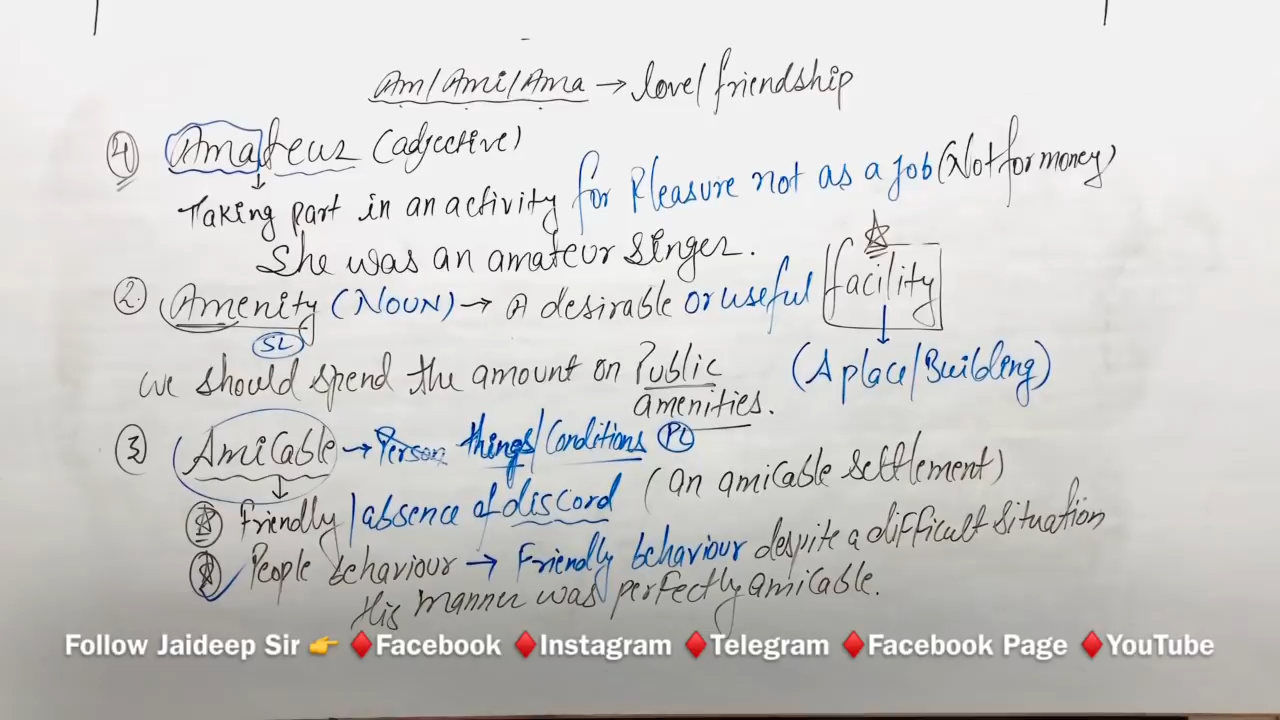 Am/Ami/Ama → love/friendship
1) Amateur (adjective)
Taking part in an activity for Pleasure not as a job (Not for money)
She was an amateur singer.
2. Amenity (NOUN) → A desirable or useful facility
SL
(A place/Building)
we should spend the amount on Public
amenities.
3) Amicable → Person things/Conditions PL
Friendly / absence of discord (an amicable settlement)
People behaviour → Friendly behaviour despite a difficult situation
His manner was perfectly amicable.
Follow Jaideep Sir 👉 ♦Facebook ♦Instagram ♦Telegram ♦Facebook Page ♦YouTube